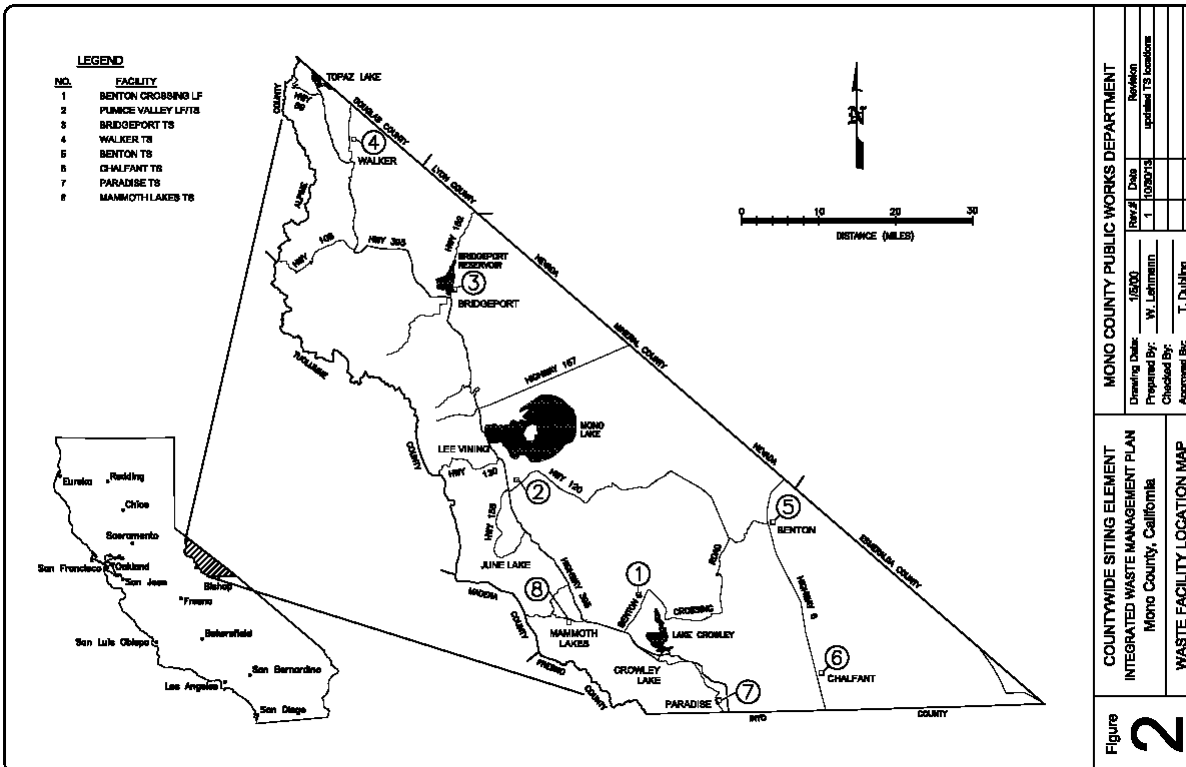 LEGEND
NO. FACILITY
1 BENTON CROSSING LF
2 PUMICE VALLEY LF/TS
3 BRIDGEPORT TS
4 WALKER TS
5 BENTON TS
6 CHALFANT TS
7 PARADISE TS
8 MAMMOTH LAKES TS
TOPAZ LAKE
COUNTY
HWY
DOUGLAS COUNTY
4
WALKER
LYON COUNTY
ALPINE
HWY 108
HWY 395
HWY 182
NEVADA
BRIDGEPORT
RESERVOIR
3
BRIDGEPORT
0 10 20 30
DISTANCE (MILES)
MINERAL COUNTY
TUOLUMNE
HIGHWAY 167
MONO
LAKE
LEE VINING
COUNTY
HWY
2
HWY 120
HWY 158
NEVADA
5
BENTON
ESMERALDA COUNTY
JUNE LAKE
HIGHWAY 395
8
1
BENTON
CROSSING
ROAD
HIGHWAY 6
MADERA
COUNTY
MAMMOTH
LAKES
LAKE CROWLEY
FRESNO
COUNTY
CROWLEY
LAKE
6
CHALFANT
PARADISE
7
INYO
COUNTY
Eureka
Redding
Chico
Sacramento
San Francisco
Oakland
San Jose
Bishop
Fresno
San Luis Obispo
Bakersfield
San Bernardino
Los Angeles
San Diego
MONO COUNTY PUBLIC WORKS DEPARTMENT
Drawing Date: 1/5/00
Prepared By: W. Lehmann
Checked By:
Approved By: T. Dublino
Rev.# Date Revision
1 10/30/13 updated TS locations
COUNTYWIDE SITING ELEMENT
INTEGRATED WASTE MANAGEMENT PLAN
Mono County, California
WASTE FACILITY LOCATION MAP
Figure
2